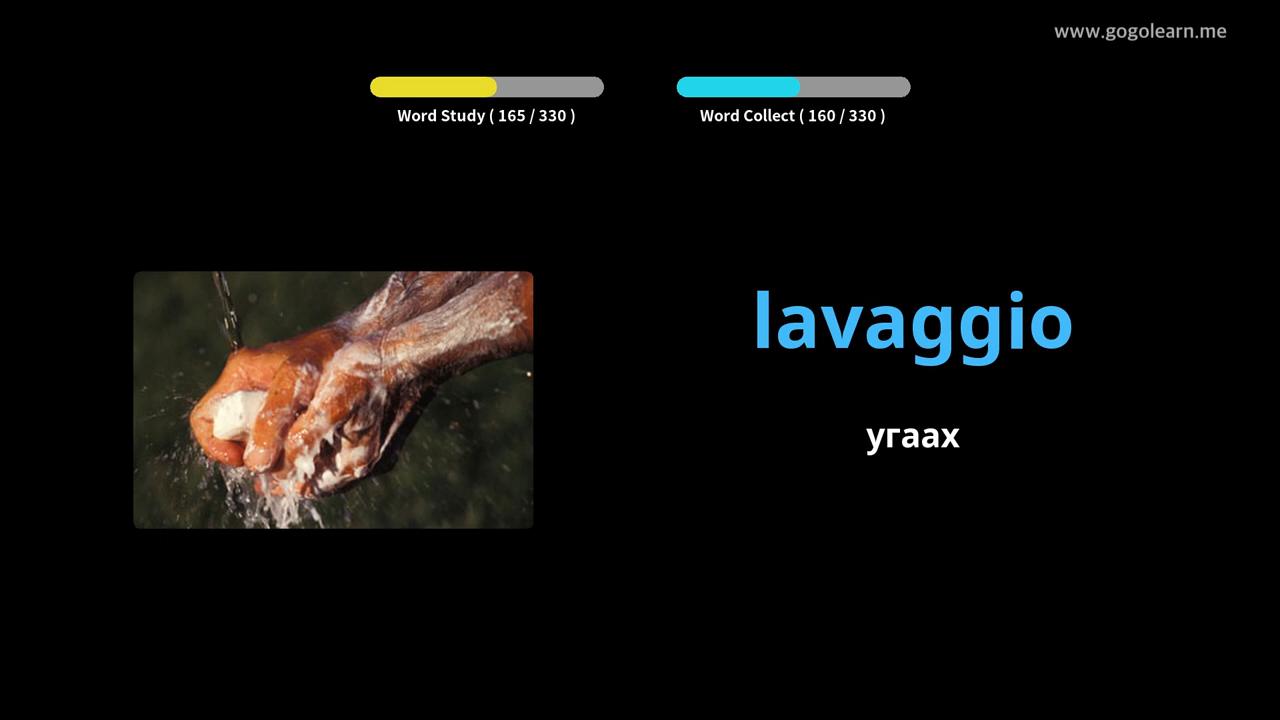 www.gogolearn.me
Word Study ( 165 / 330 )
Word Collect ( 160 / 330 )
lavaggio
угаах